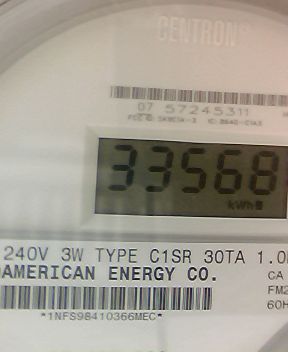 CENTRON®
07 57245311
33568
kWh
240V 3W TYPE C1SR 30TA 1.0
AMERICAN ENERGY CO.
CA
FM2
60H
*1NFS98410366MEC*